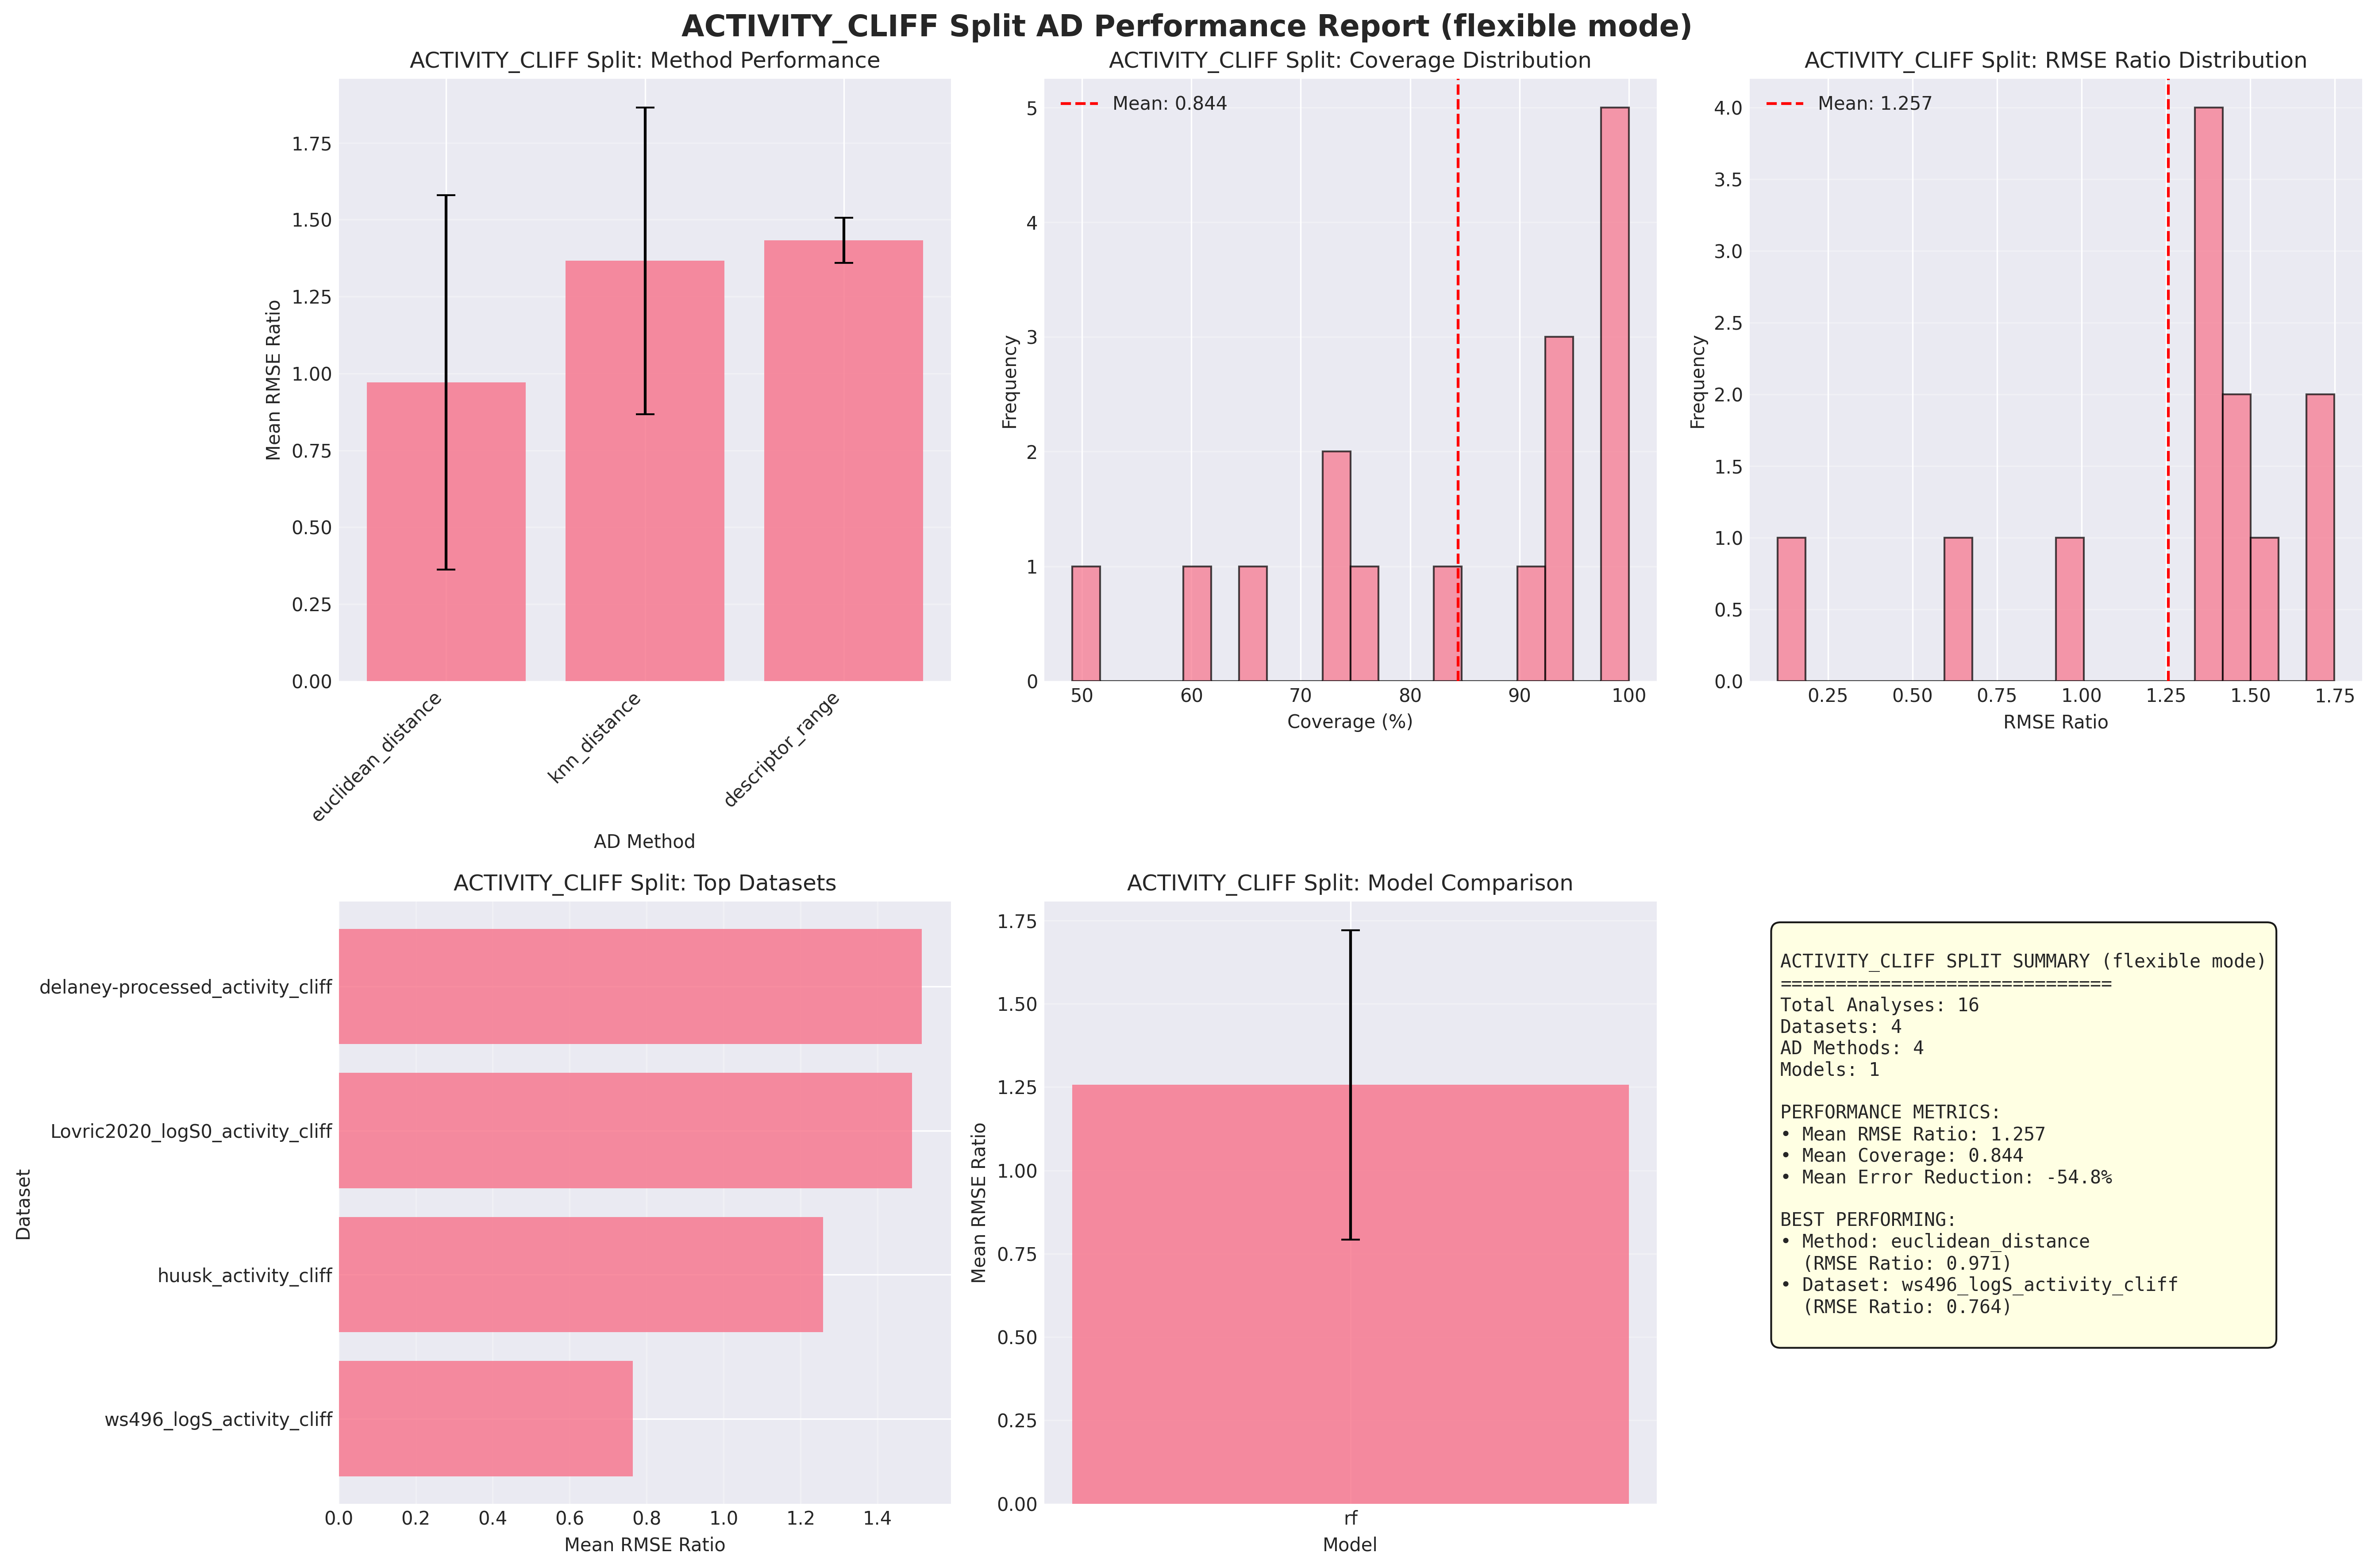 ACTIVITY_CLIFF Split AD Performance Report (flexible mode)
ACTIVITY_CLIFF Split: Method Performance
Mean RMSE Ratio
1.75
1.50
1.25
1.00
0.75
0.50
0.25
0.00
euclidean_distance
knn_distance
descriptor_range
AD Method
ACTIVITY_CLIFF Split: Coverage Distribution
Mean: 0.844
Frequency
5
4
3
2
1
0
50 60 70 80 90 100
Coverage (%)
ACTIVITY_CLIFF Split: RMSE Ratio Distribution
Mean: 1.257
Frequency
4.0
3.5
3.0
2.5
2.0
1.5
1.0
0.5
0.0
0.25 0.50 0.75 1.00 1.25 1.50 1.75
RMSE Ratio
ACTIVITY_CLIFF Split: Top Datasets
Dataset
delaney-processed_activity_cliff
Lovric2020_logS0_activity_cliff
huusk_activity_cliff
ws496_logS_activity_cliff
0.0 0.2 0.4 0.6 0.8 1.0 1.2 1.4
Mean RMSE Ratio
ACTIVITY_CLIFF Split: Model Comparison
Mean RMSE Ratio
1.75
1.50
1.25
1.00
0.75
0.50
0.25
0.00
rf
Model
ACTIVITY_CLIFF SPLIT SUMMARY (flexible mode)
==============================
Total Analyses: 16
Datasets: 4
AD Methods: 4
Models: 1
PERFORMANCE METRICS:
• Mean RMSE Ratio: 1.257
• Mean Coverage: 0.844
• Mean Error Reduction: -54.8%
BEST PERFORMING:
• Method: euclidean_distance
(RMSE Ratio: 0.971)
• Dataset: ws496_logS_activity_cliff
(RMSE Ratio: 0.764)